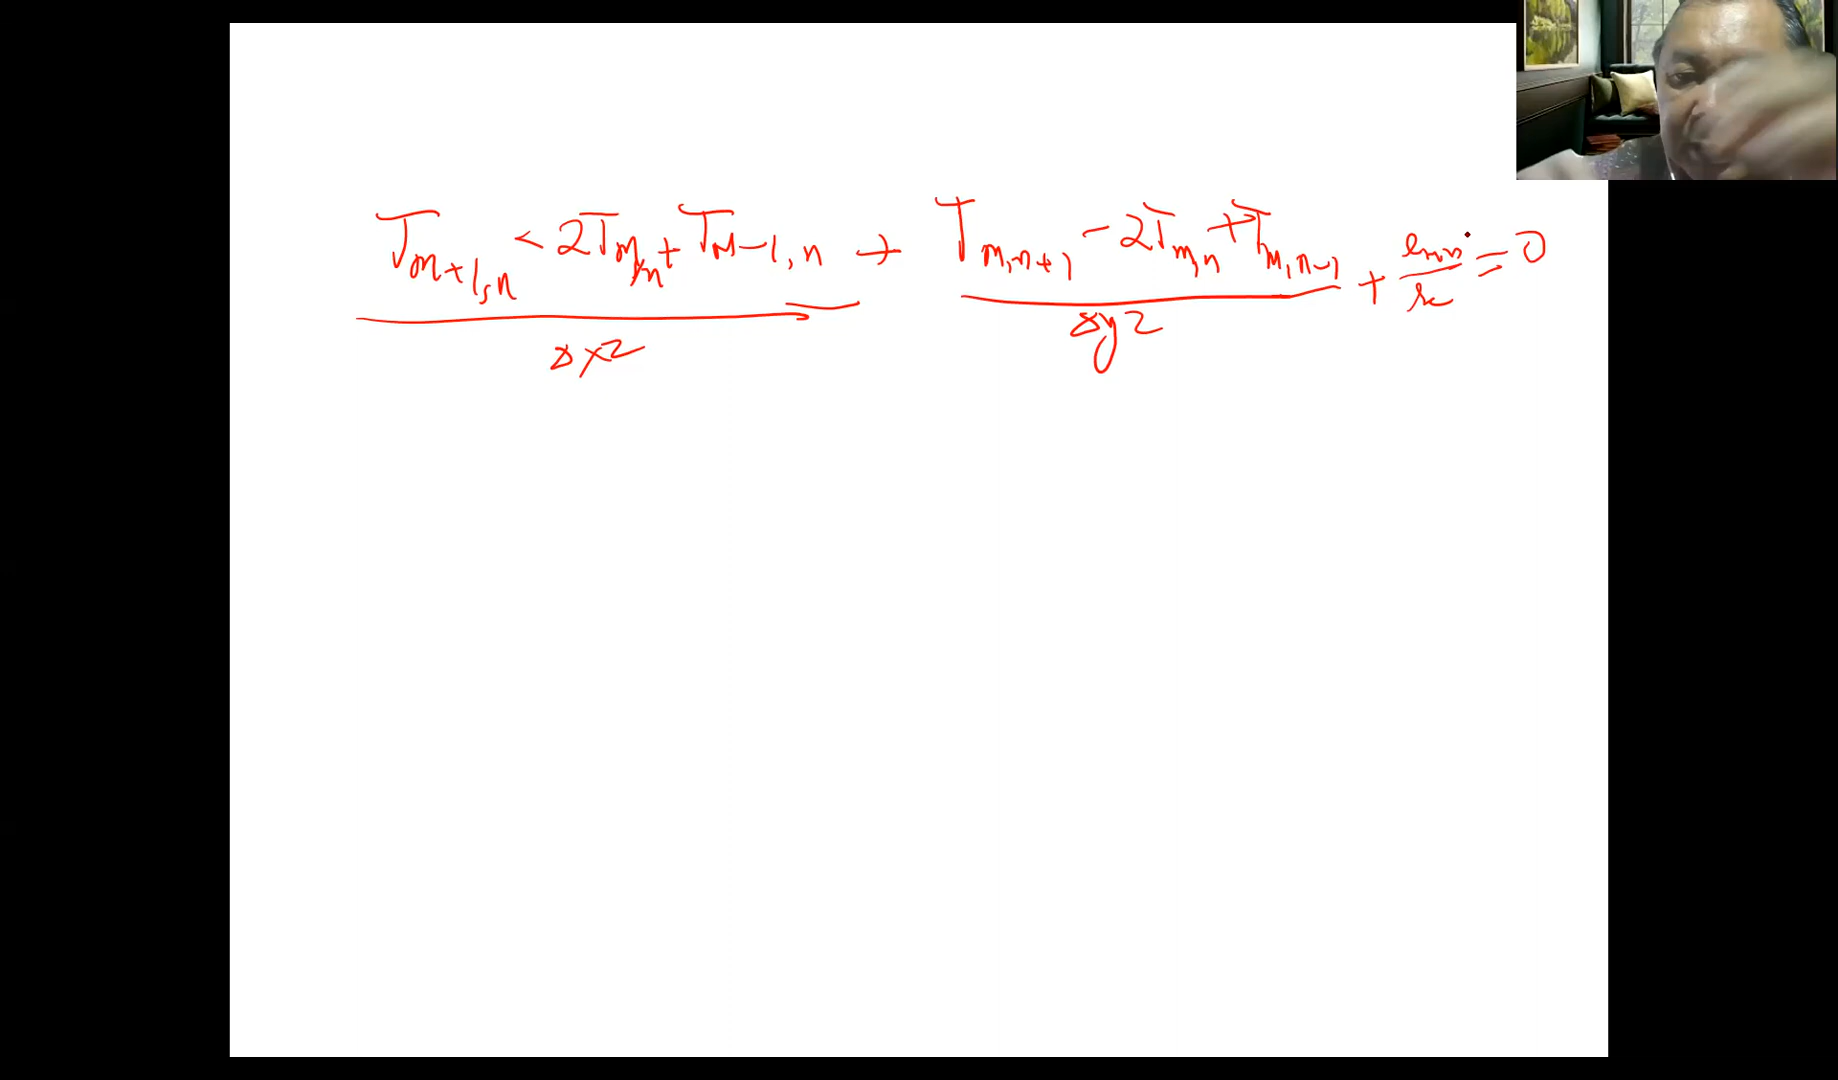 T_{m+1,n} - 2T_{m,n} + T_{m-1,n} + T_{m,n+1} - 2T_{m,n} + T_{m,n-1} + e_{m,n} = 0
Δx2 Δy2 k